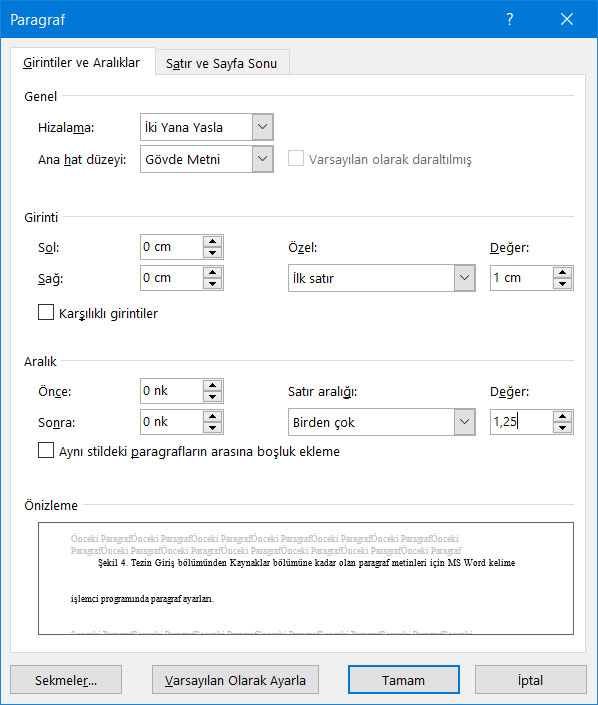 Paragraf
? ×
Girintiler ve Aralıklar
Satır ve Sayfa Sonu
Genel
Hizalama: İki Yana Yasla
Ana hat düzeyi: Gövde Metni Varsayılan olarak daraltılmış
Girinti
Sol: 0 cm Özel: Değer:
Sağ: 0 cm İlk satır 1 cm
Karşılıklı girintiler
Aralık
Önce: 0 nk Satır aralığı: Değer:
Sonra: 0 nk Birden çok 1,25
Aynı stildeki paragrafların arasına boşluk ekleme
Önizleme
Önceki ParagrafÖnceki ParagrafÖnceki ParagrafÖnceki ParagrafÖnceki ParagrafÖnceki ParagrafÖnceki
ParagrafÖnceki ParagrafÖnceki ParagrafÖnceki ParagrafÖnceki ParagrafÖnceki ParagrafÖnceki Paragraf
Şekil 4. Tezin Giriş bölümünden Kaynaklar bölümüne kadar olan paragraf metinleri için MS Word kelime
işlemci programında paragraf ayarları.
Sekmeler... Varsayılan Olarak Ayarla Tamam İptal